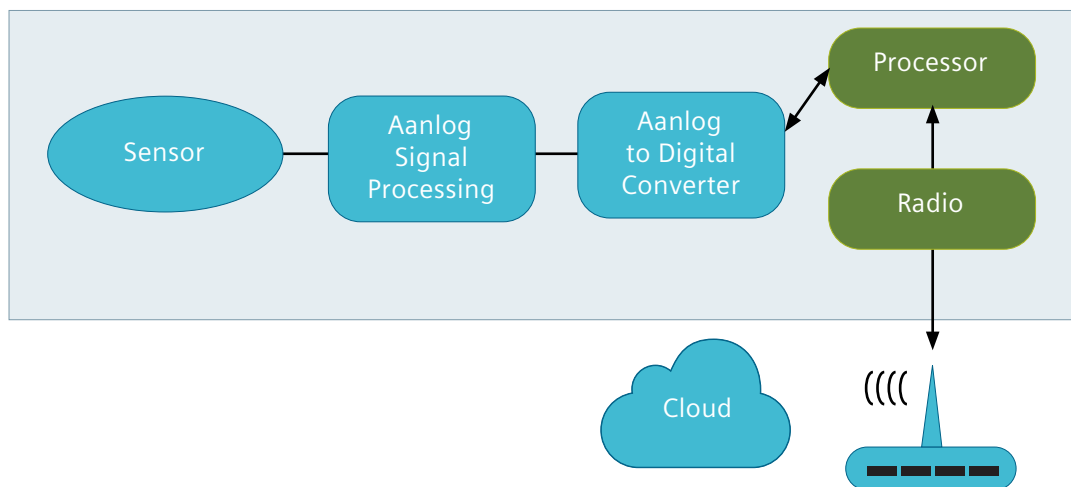 Sensor
Aanlog
Signal
Processing
Aanlog
to Digital
Converter
Processor
Radio
Cloud